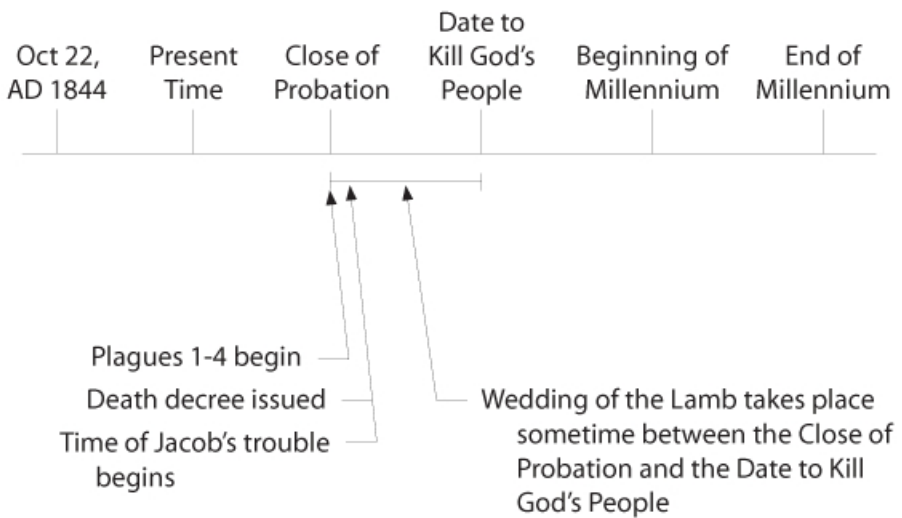 Oct 22,
AD 1844
Present
Time
Close of
Probation
Date to
Kill God’s
People
Beginning of
Millennium
End of
Millennium
Plagues 1-4 begin
Death decree issued
Time of Jacob’s trouble
begins
Wedding of the Lamb takes place
sometime between the Close of
Probation and the Date to Kill
God’s People